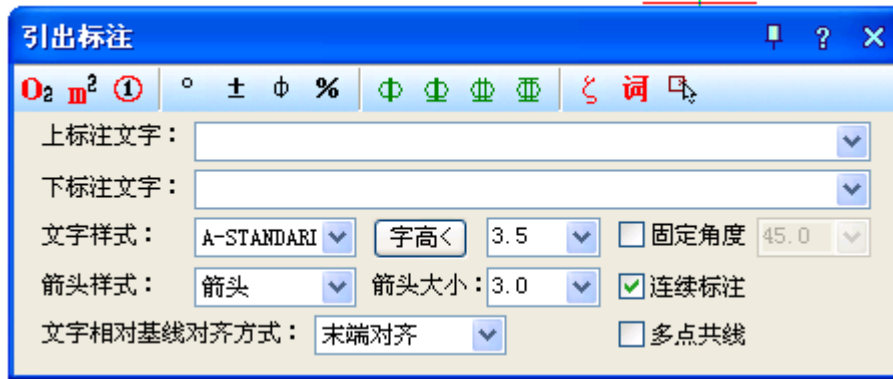 引出标注 ?
O₂ m² ① ° ± ϕ % ζ 词
上标注文字：
下标注文字：
文字样式： A-STANDARI 字高< 3.5 固定角度 45.0
箭头样式： 箭头 箭头大小：3.0 连续标注
文字相对基线对齐方式： 末端对齐 多点共线